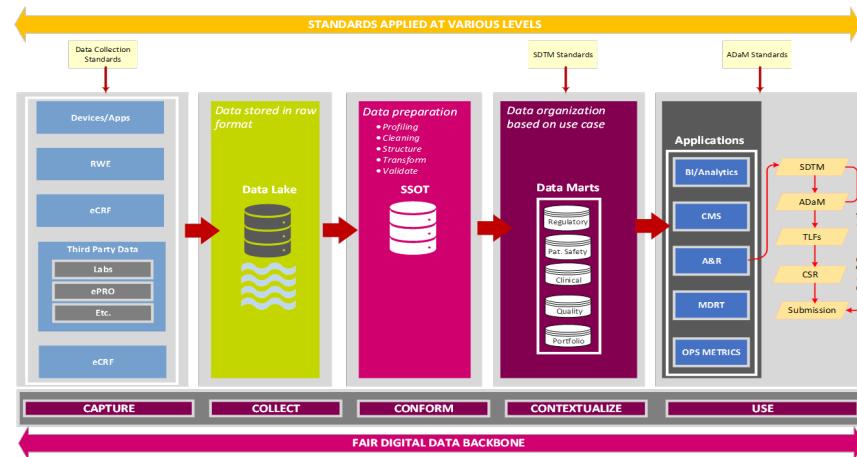 STANDARDS APPLIED AT VARIOUS LEVELS
Data Collection
Standards
SDTM
Standards
ADaM Standards
Devices/Apps
RWE
eCRF
Third Party Data
Labs
ePRO
Etc.
eCRF
Data stored in raw
format
Data Lake
Data preparation
• Profiling
• Cleaning
• Structure
• Transform
• Validate
SSOT
Data organization
based on use case
Data Marts
Regulatory
Pat. Safety
Clinical
Quality
Portfolio
Applications
BI/Analytics
CMS
A&R
MDRT
OPS METRICS
SDTM
ADaM
TLFs
CSR
Submission
CAPTURE
COLLECT
CONFORM
CONTEXTUALIZE
USE
FAIR DIGITAL DATA BACKBONE